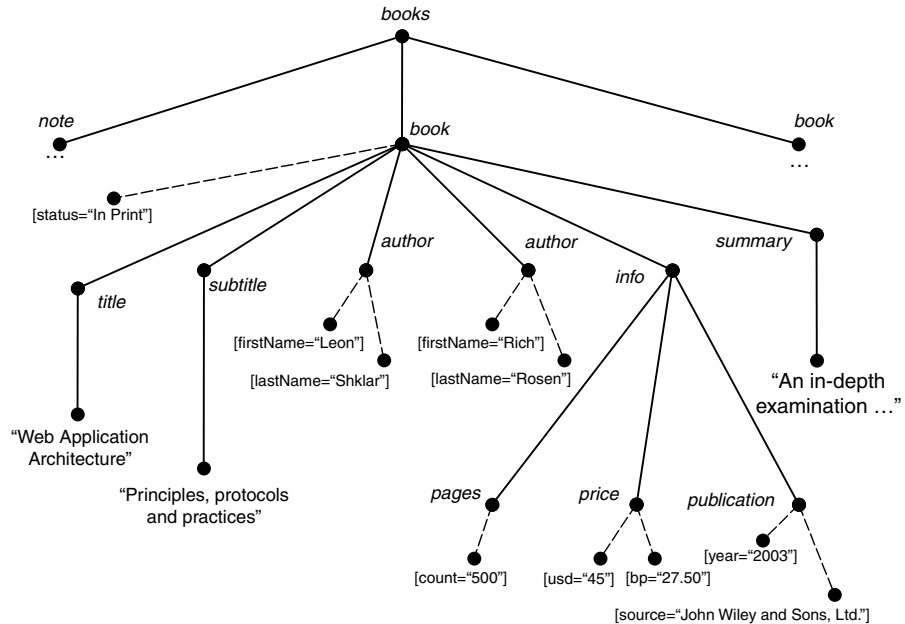 books
note
book
book
…
…
[status=“In Print”]
author
author
summary
title
subtitle
info
[firstName=“Leon”]
[firstName=“Rich”]
[lastName=“Shklar”]
[lastName=“Rosen”]
“An in-depth
examination …”
“Web Application
Architecture”
“Principles, protocols
and practices”
pages
price
publication
[count=“500”]
[usd=“45”]
[bp=“27.50”]
[year=“2003”]
[source=“John Wiley and Sons, Ltd.”]